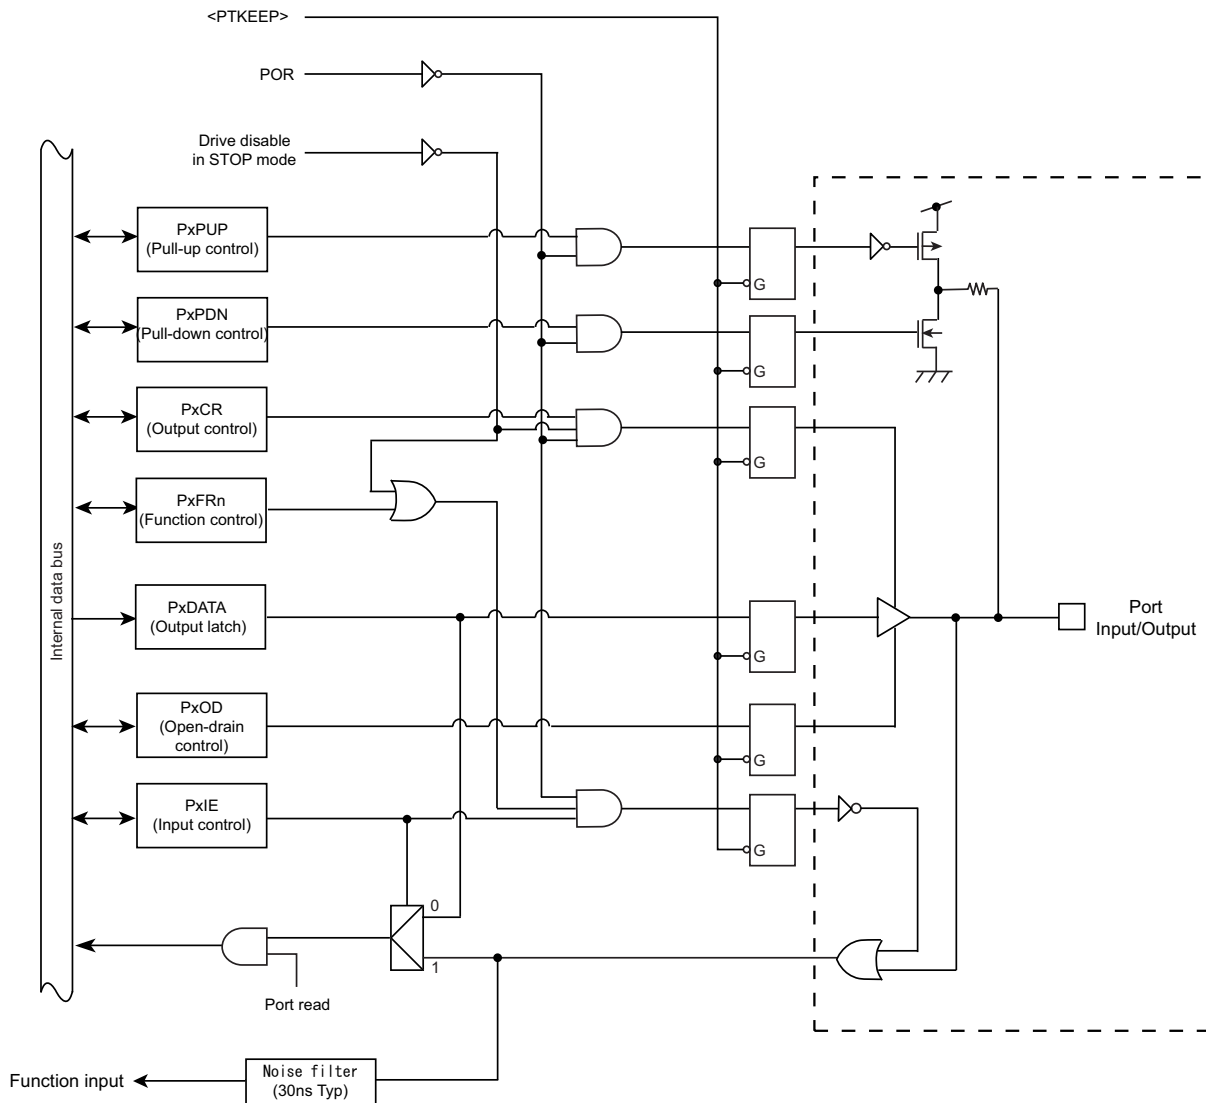 <PTKEEP>
POR
Drive disable
in STOP mode
PxPUP
(Pull-up control)
G
PxPDN
(Pull-down control)
G
PxCR
(Output control)
G
PxFRn
(Function control)
Internal data bus
PxDATA
(Output latch)
G
Port
Input/Output
PxOD
(Open-drain
control)
G
PxIE
(Input control)
G
0
1
Port read
Function input
Noise filter
(30ns Typ)